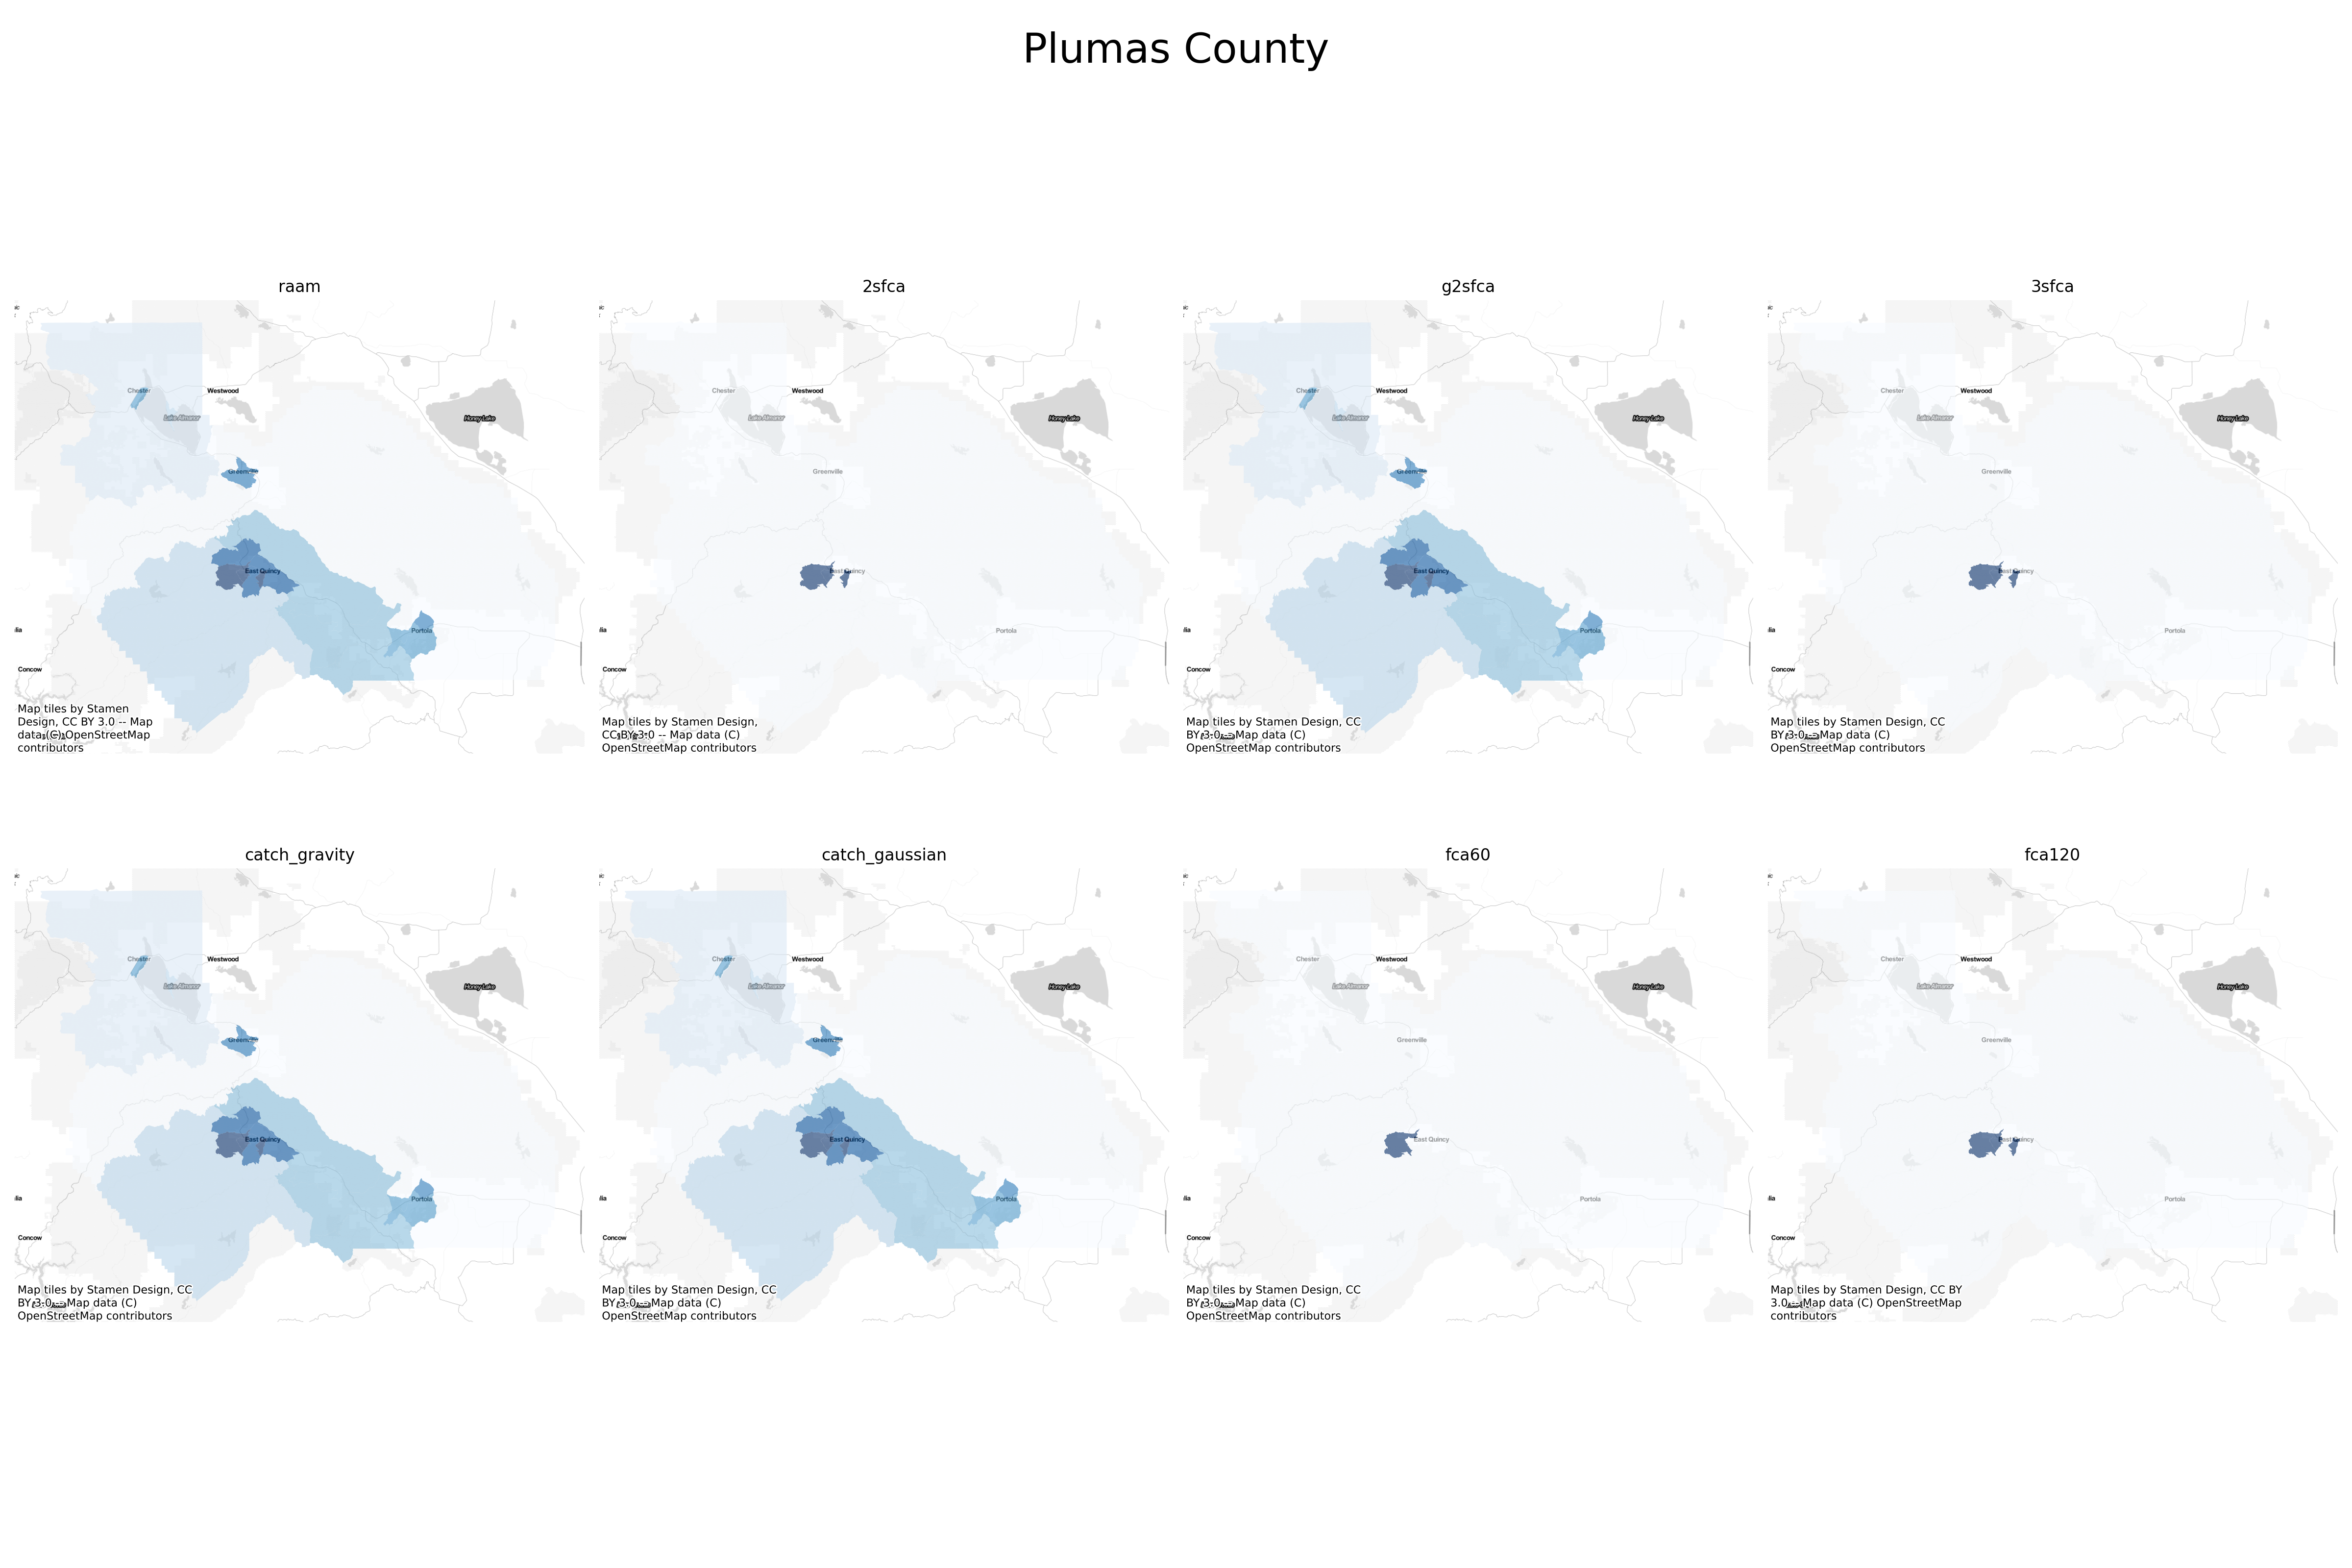 Plumas County
raam
2sfca
g2sfca
3sfca
Chester
Westwood
Lake Almanor
Honey Lake
Greenville
East Quincy
Portola
lia
Concow
Map tiles by Stamen
Design, CC BY 3.0 -- Map
data (C) OpenStreetMap
contributors
Chester
Westwood
Lake Almanor
Honey Lake
Greenville
East Quincy
Portola
lia
Concow
Map tiles by Stamen Design,
CC BY 3.0 -- Map data (C)
OpenStreetMap contributors
Chester
Westwood
Lake Almanor
Honey Lake
Greenville
East Quincy
Portola
lia
Concow
Map tiles by Stamen Design, CC
BY 3.0 -- Map data (C)
OpenStreetMap contributors
Chester
Westwood
Lake Almanor
Honey Lake
Greenville
East Quincy
Portola
lia
Concow
Map tiles by Stamen Design, CC
BY 3.0 -- Map data (C)
OpenStreetMap contributors
catch_gravity
catch_gaussian
fca60
fca120
Chester
Westwood
Lake Almanor
Honey Lake
Greenville
East Quincy
Portola
lia
Concow
Map tiles by Stamen Design, CC
BY 3.0 -- Map data (C)
OpenStreetMap contributors
Chester
Westwood
Lake Almanor
Honey Lake
Greenville
East Quincy
Portola
lia
Concow
Map tiles by Stamen Design, CC
BY 3.0 -- Map data (C)
OpenStreetMap contributors
Chester
Westwood
Lake Almanor
Honey Lake
Greenville
East Quincy
Portola
lia
Concow
Map tiles by Stamen Design, CC
BY 3.0 -- Map data (C)
OpenStreetMap contributors
Chester
Westwood
Lake Almanor
Honey Lake
Greenville
East Quincy
Portola
lia
Concow
Map tiles by Stamen Design, CC BY
3.0 -- Map data (C) OpenStreetMap
contributors